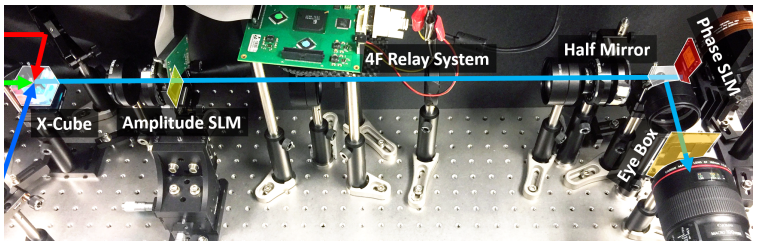 X-Cube
Amplitude SLM
4F Relay System
Half Mirror
Phase SLM
Eye Box